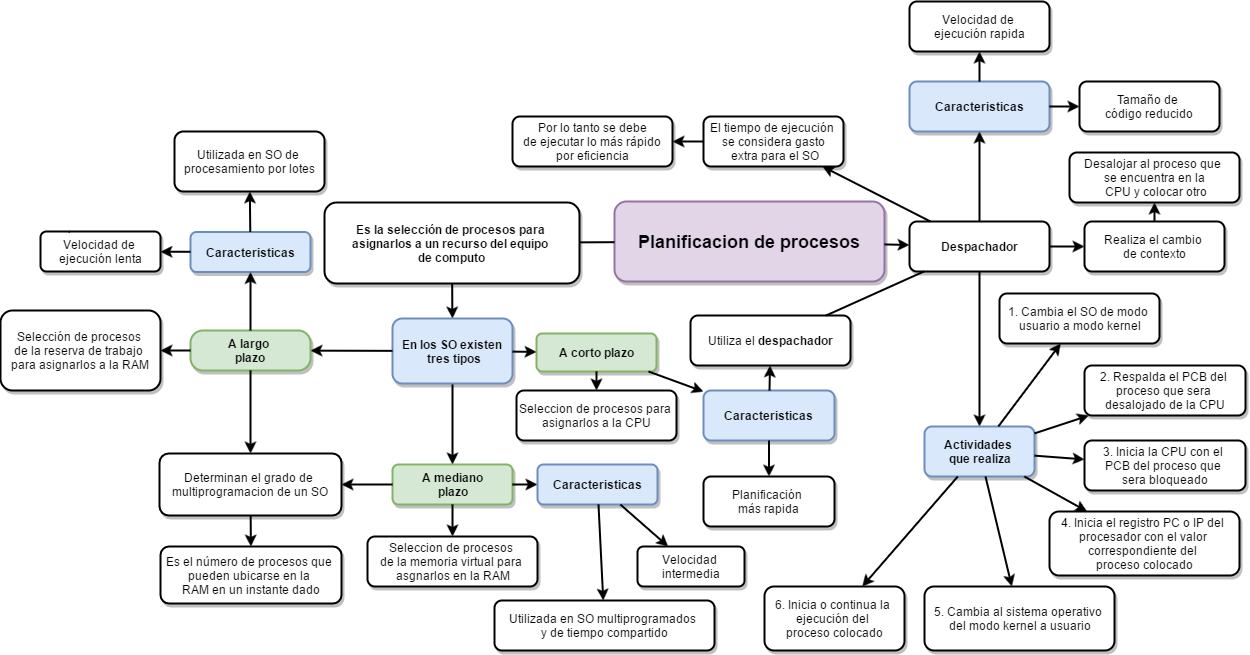 Velocidad de
ejecución rapida
Caracteristicas
Tamaño de
código reducido
Por lo tanto se debe
de ejecutar lo más rápido
por eficiencia
El tiempo de ejecución
se considera gasto
extra para el SO
Utilizada en SO de
procesamiento por lotes
Desalojar al proceso que
se encuentra en la
CPU y colocar otro
Es la selección de procesos para
asignarlos a un recurso del equipo
de computo
Planificacion de procesos
Despachador
Realiza el cambio
de contexto
Velocidad de
ejecución lenta
Caracteristicas
1. Cambia el SO de modo
usuario a modo kernel
Selección de procesos
de la reserva de trabajo
para asignarlos a la RAM
A largo
plazo
En los SO existen
tres tipos
A corto plazo
Utiliza el despachador
2. Respalda el PCB del
proceso que sera
desalojado de la CPU
Seleccion de procesos para
asignarlos a la CPU
Caracteristicas
Actividades
que realiza
3. Inicia la CPU con el
PCB del proceso que
sera bloqueado
Determinan el grado de
multiprogramacion de un SO
A mediano
plazo
Caracteristicas
Planificación
más rapida
4. Inicia el registro PC o IP del
procesador con el valor
correspondiente del
proceso colocado
Es el número de procesos que
pueden ubicarse en la
RAM en un instante dado
Seleccion de procesos
de la memoria virtual para
asgnarlos en la RAM
Velocidad
intermedia
Utilizada en SO multiprogramados
y de tiempo compartido
6. Inicia o continua la
ejecución del
proceso colocado
5. Cambia al sistema operativo
del modo kernel a usuario